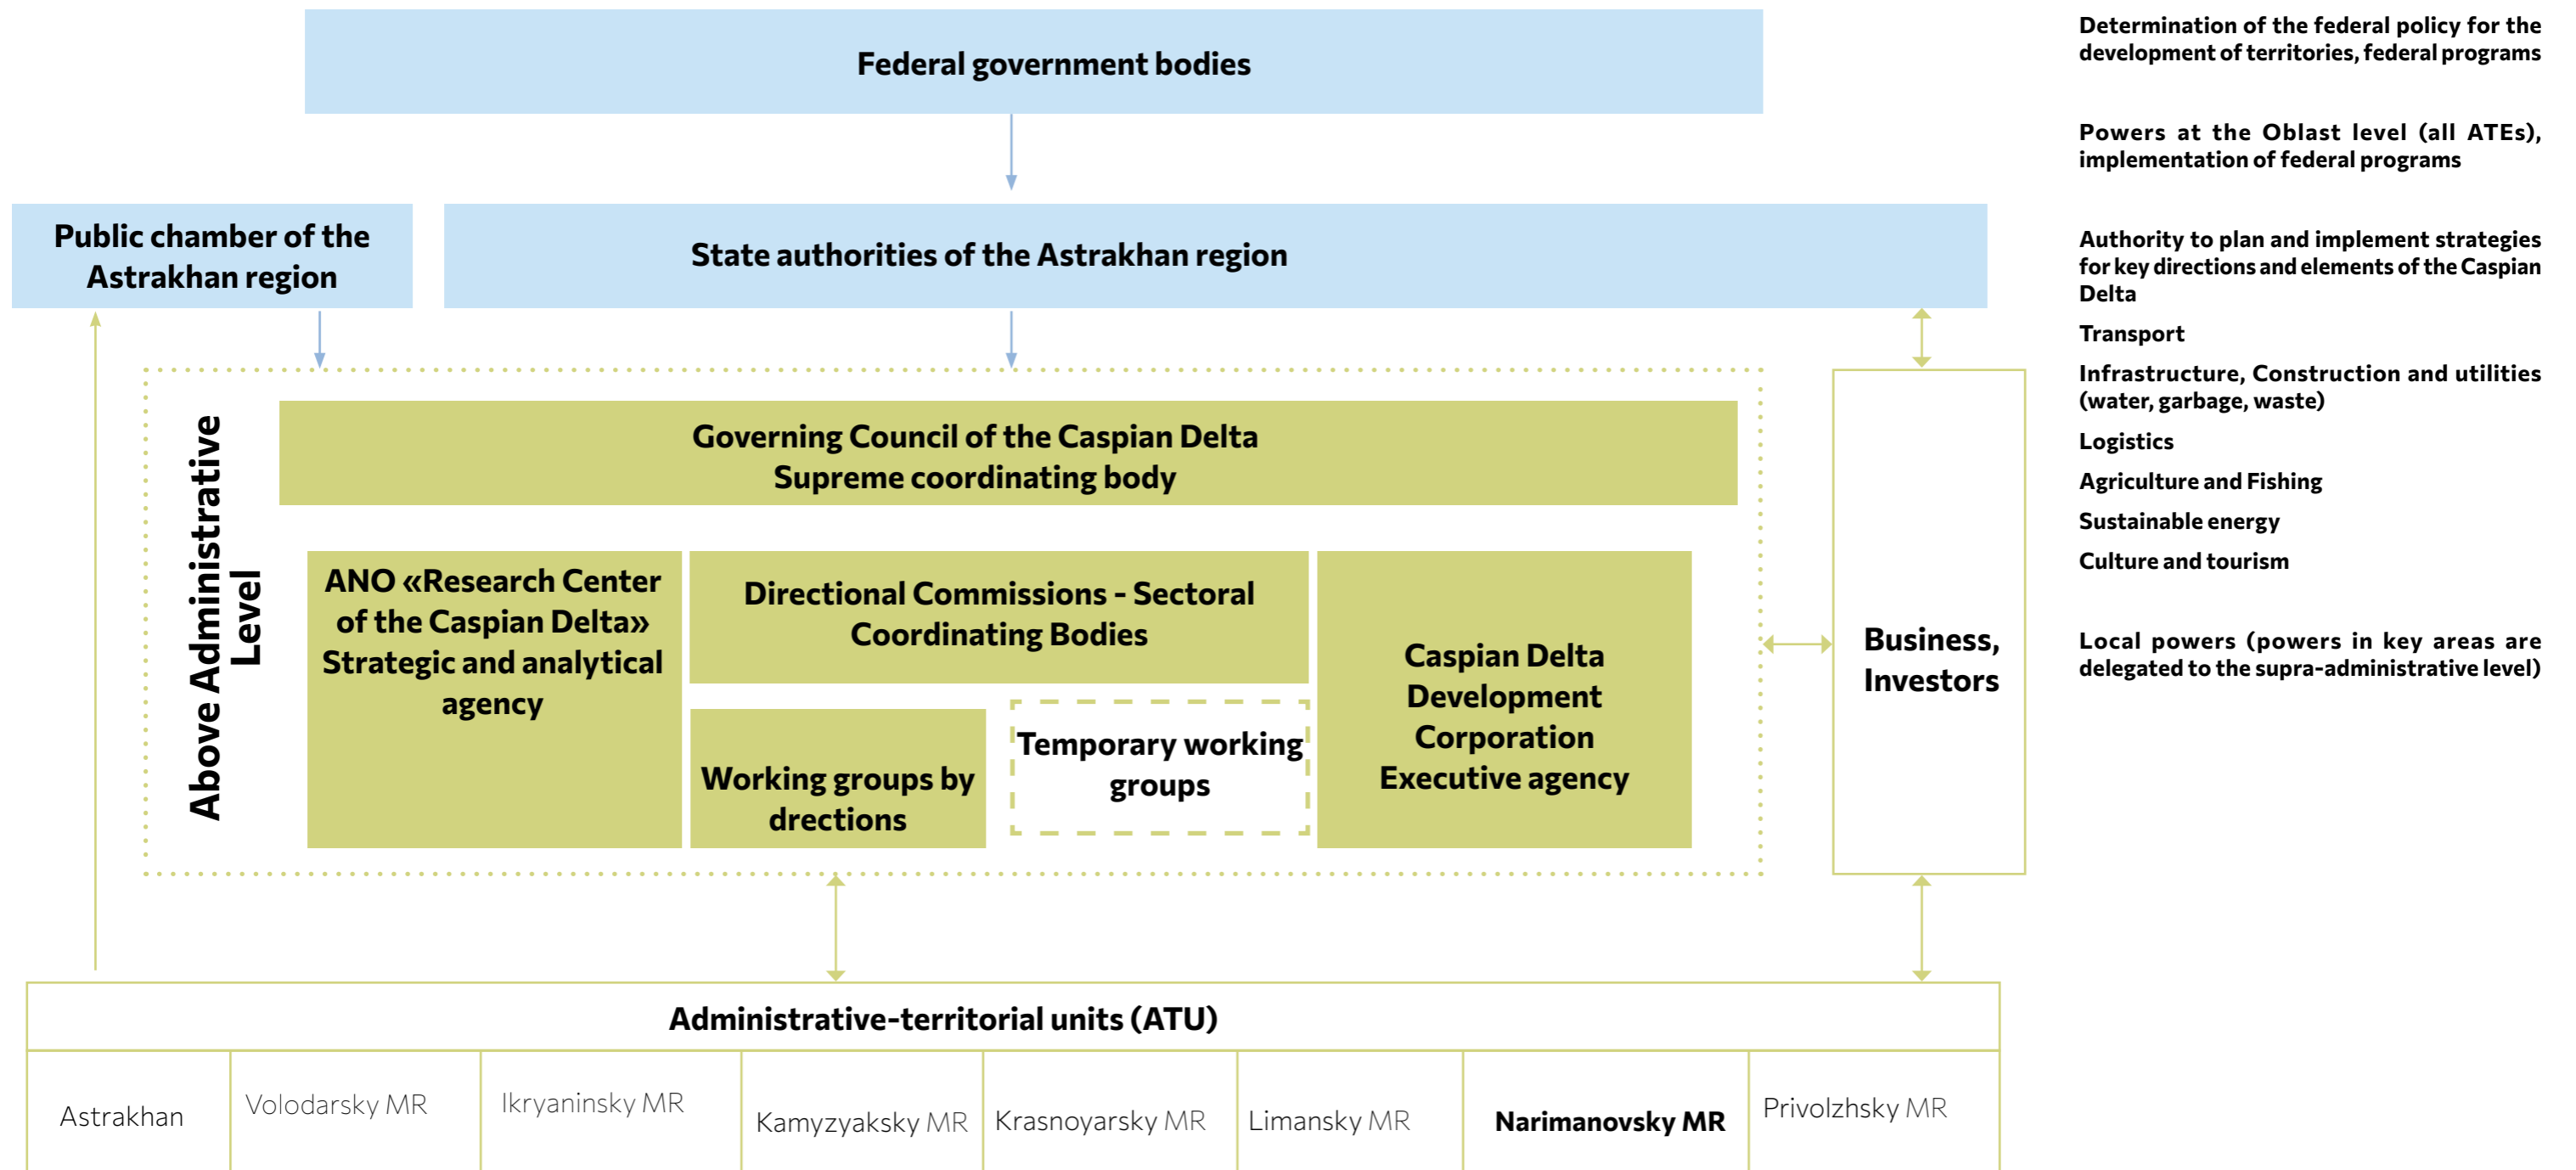 Federal government bodies
Public chamber of the
Astrakhan region
State authorities of the Astrakhan region
Above Administrative
Level
Governing Council of the Caspian Delta
Supreme coordinating body
ANO «Research Center
of the Caspian Delta»
Strategic and analytical
agency
Directional Commissions - Sectoral
Coordinating Bodies
Working groups by
drections
Temporary working
groups
Caspian Delta
Development
Corporation
Executive agency
Business,
Investors
Administrative-territorial units (ATU)
Astrakhan
Volodarsky MR
Ikryaninsky MR
Kamyzyaksky MR
Krasnoyarsky MR
Limansky MR
Narimanovsky MR
Privolzhsky MR
Determination of the federal policy for the
development of territories, federal programs
Powers at the Oblast level (all ATEs),
implementation of federal programs
Authority to plan and implement strategies
for key directions and elements of the Caspian
Delta
Transport
Infrastructure, Construction and utilities
(water, garbage, waste)
Logistics
Agriculture and Fishing
Sustainable energy
Culture and tourism
Local powers (powers in key areas are
delegated to the supra-administrative level)